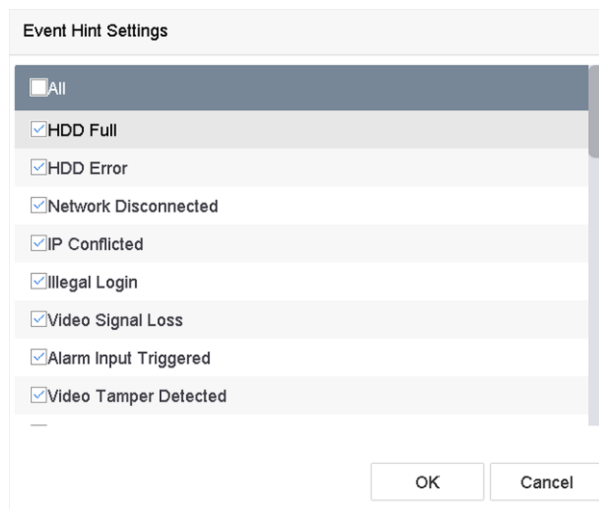 Event Hint Settings
All
HDD Full
HDD Error
Network Disconnected
IP Conflicted
Illegal Login
Video Signal Loss
Alarm Input Triggered
Video Tamper Detected
OK Cancel